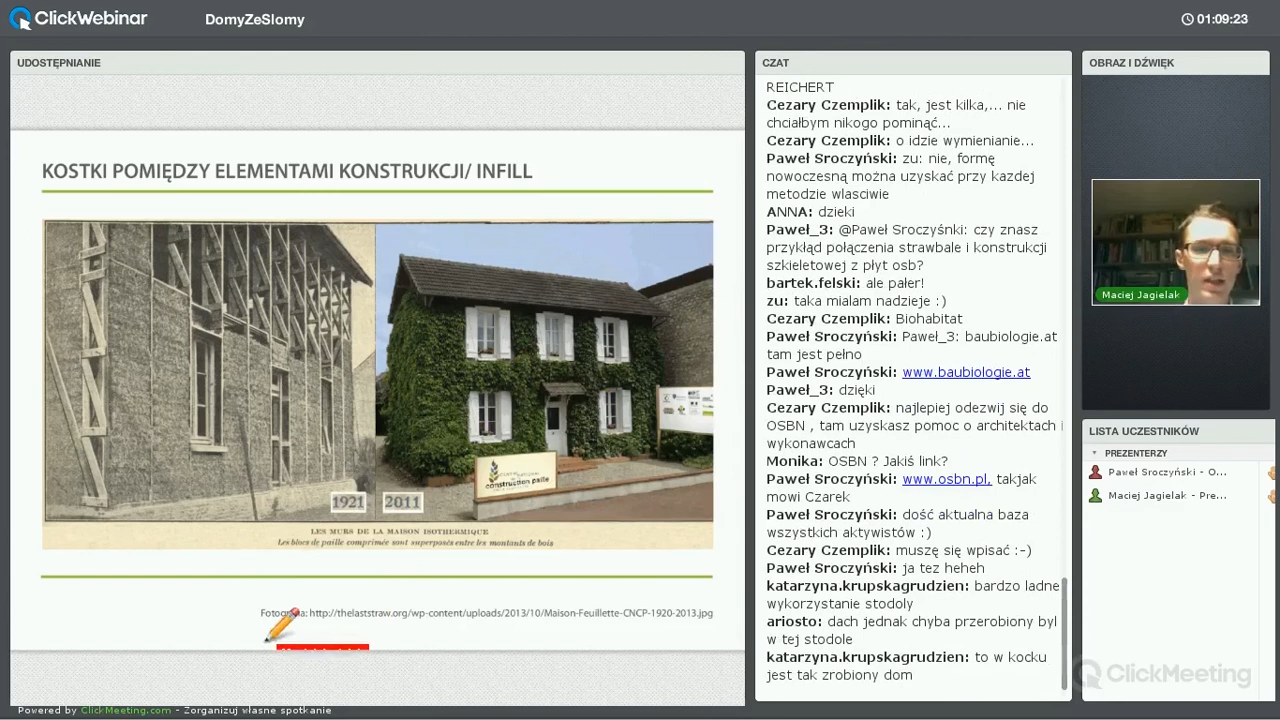 ClickWebinar
DomyZeSlomy
01:09:23
UDOSTĘPNIANIE
KOSTKI POMIĘDZY ELEMENTAMI KONSTRUKCJI/ INFILL
construction paille
1921
2011
LES MURS DE LA MAISON ISOTHERMIQUE
Les blocs de paille comprimée sont superposés entre les montants de bois
Fotografia: http://thelaststraw.org/wp-content/uploads/2013/10/Maison-Feuillette-CNCP-1920-2013.jpg
CZAT
REICHERT
Cezary Czemplik: tak, jest kilka,... nie
chciałbym nikogo pominąć...
Cezary Czemplik: o idzie wymienianie...
Paweł Sroczyński: zu: nie, formę
nowoczesną można uzyskać przy kazdej
metodzie wlasciwie
ANNA: dzieki
Paweł_3: @Paweł Sroczyśnki: czy znasz
przykład połączenia strawbale i konstrukcji
szkieletowej z płyt osb?
bartek.felski: ale pałer!
zu: taka mialam nadzieje :)
Cezary Czemplik: Biohabitat
Paweł Sroczyński: Paweł_3: baubiologie.at
tam jest pełno
Paweł Sroczyński: www.baubiologie.at
Paweł_3: dzięki
Cezary Czemplik: najlepiej odezwij się do
OSBN , tam uzyskasz pomoc o architektach i
wykonawcach
Monika: OSBN ? Jakiś link?
Paweł Sroczyński: www.osbn.pl, takjak
mowi Czarek
Paweł Sroczyński: dość aktualna baza
wszystkich aktywistów :)
Cezary Czemplik: muszę się wpisać :-)
Paweł Sroczyński: ja tez heheh
katarzyna.krupskagrudzien: bardzo ladne
wykorzystanie stodoly
ariosto: dach jednak chyba przerobiony byl
w tej stodole
katarzyna.krupskagrudzien: to w kocku
jest tak zrobiony dom
OBRAZ I DŹWIĘK
Maciej Jagielak
LISTA UCZESTNIKÓW
PREZENTERZY
Paweł Sroczyński - O...
Maciej Jagielak - Pre...
ClickMeeting
Powered by ClickMeeting.com - Zorganizuj własne spotkanie